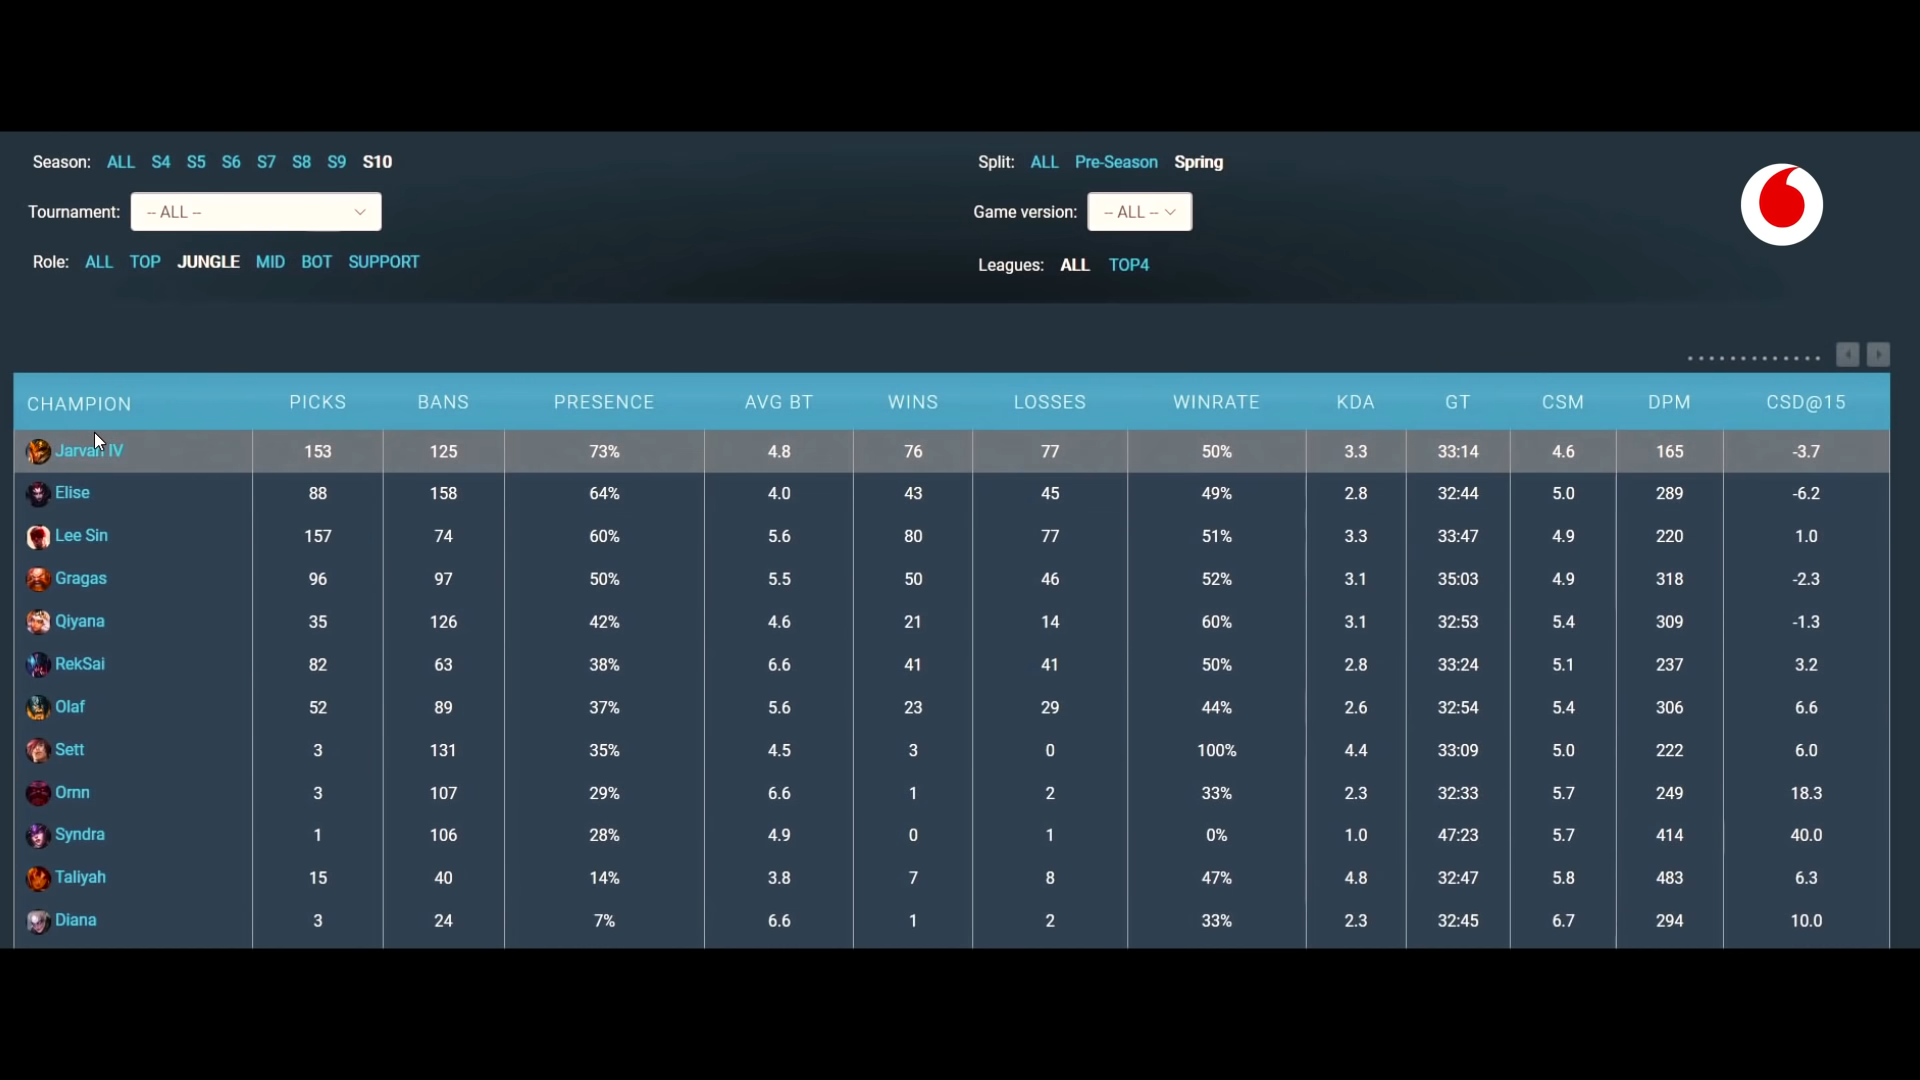 Season: ALL S4 S5 S6 S7 S8 S9 S10 Split: ALL Pre-Season Spring
Tournament: -- ALL -- Game version: -- ALL --
Role: ALL TOP JUNGLE MID BOT SUPPORT Leagues: ALL TOP4
CHAMPION PICKS BANS PRESENCE AVG BT WINS LOSSES WINRATE KDA GT CSM DPM CSD@15
Jarvan IV 153 125 73% 4.8 76 77 50% 3.3 33:14 4.6 165 -3.7
Elise 88 158 64% 4.0 43 45 49% 2.8 32:44 5.0 289 -6.2
Lee Sin 157 74 60% 5.6 80 77 51% 3.3 33:47 4.9 220 1.0
Gragas 96 97 50% 5.5 50 46 52% 3.1 35:03 4.9 318 -2.3
Qiyana 35 126 42% 4.6 21 14 60% 3.1 32:53 5.4 309 -1.3
RekSai 82 63 38% 6.6 41 41 50% 2.8 33:24 5.1 237 3.2
Olaf 52 89 37% 5.6 23 29 44% 2.6 32:54 5.4 306 6.6
Sett 3 131 35% 4.5 3 0 100% 4.4 33:09 5.0 222 6.0
Ornn 3 107 29% 6.6 1 2 33% 2.3 32:33 5.7 249 18.3
Syndra 1 106 28% 4.9 0 1 0% 1.0 47:23 5.7 414 40.0
Taliyah 15 40 14% 3.8 7 8 47% 4.8 32:47 5.8 483 6.3
Diana 3 24 7% 6.6 1 2 33% 2.3 32:45 6.7 294 10.0